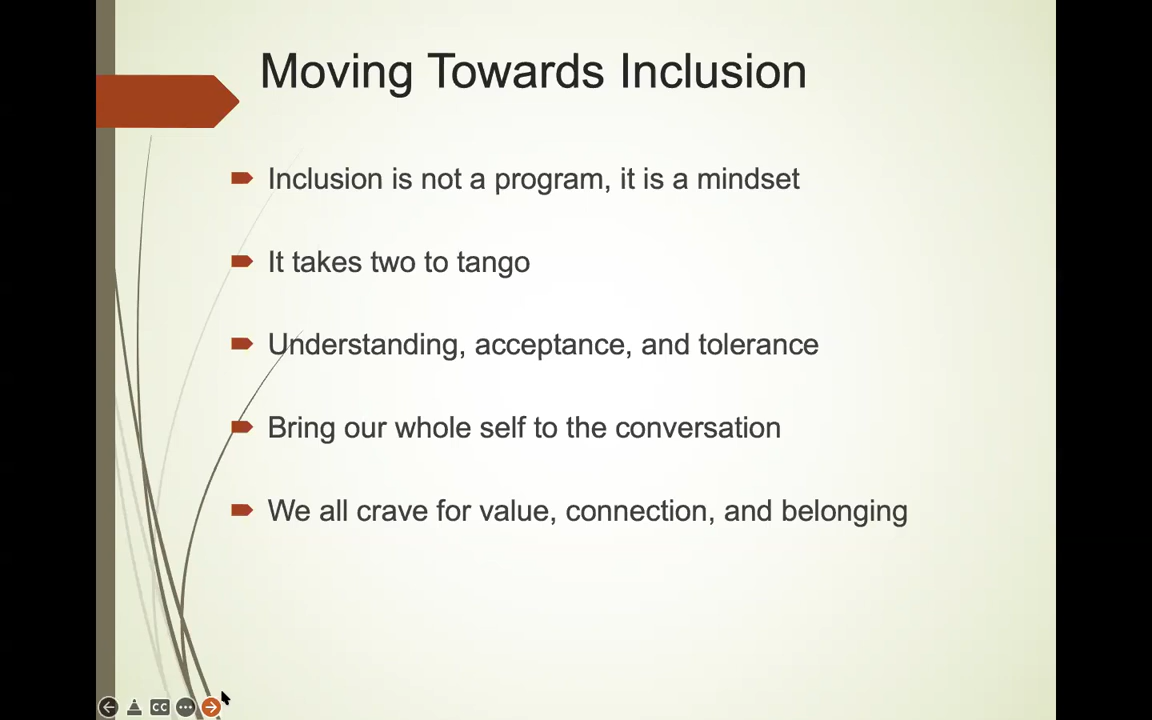 Moving Towards Inclusion
Inclusion is not a program, it is a mindset
It takes two to tango
Understanding, acceptance, and tolerance
Bring our whole self to the conversation
We all crave for value, connection, and belonging
CC